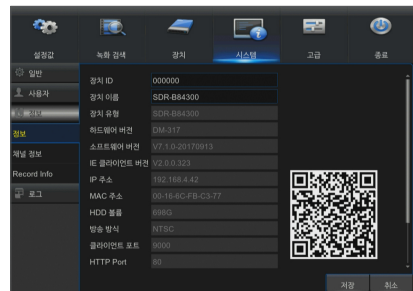 설정값
녹화 검색
장치
시스템
고급
종료
일반
사용자
정보
정보
채널 정보
Record Info
로그
장치 ID 000000
장치 이름 SDR-B84300
장치 유형 SDR-B84300
하드웨어 버전 DM-317
소프트웨어 버전 V7.1.0-20170913
IE 클라이언트 버전 V2.0.0.323
IP 주소 192.168.4.42
MAC 주소 00-16-6C-FB-C3-77
HDD 볼륨 698G
방송 방식 NTSC
클라이언트 포트 9000
HTTP Port 80
저장
취소